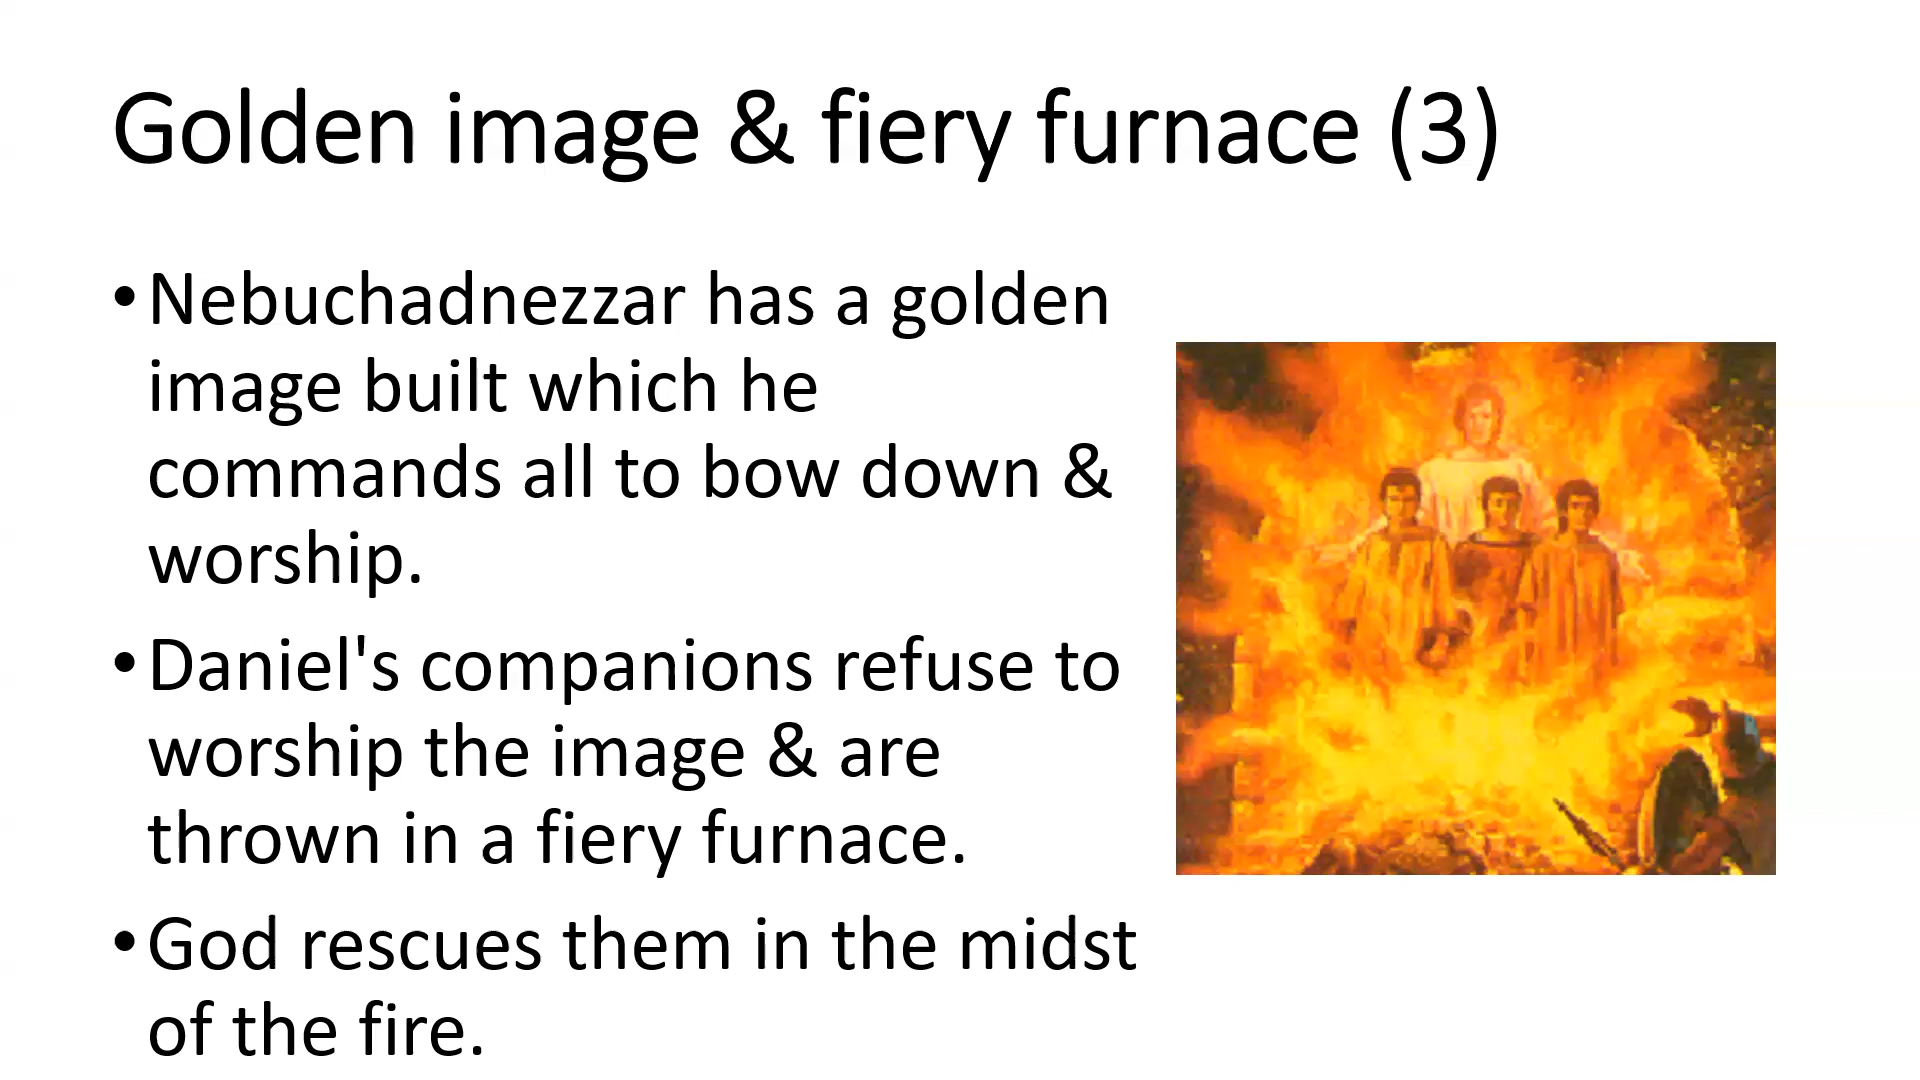 Golden image & fiery furnace (3)
•Nebuchadnezzar has a golden
image built which he
commands all to bow down &
worship.
•Daniel's companions refuse to
worship the image & are
thrown in a fiery furnace.
•God rescues them in the midst
of the fire.